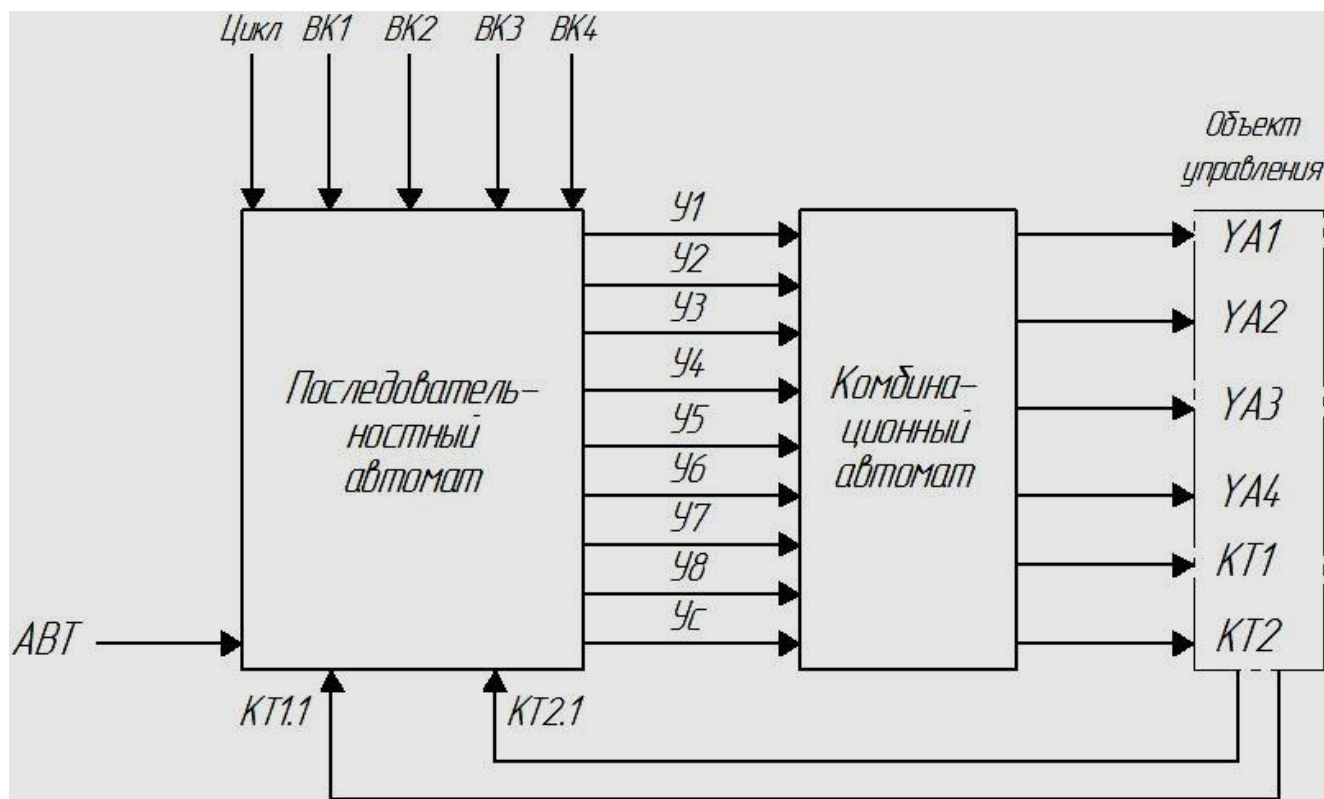 Цикл ВК1 ВК2 ВК3 ВК4
Объект
управления
У1
У2
У3
У4
У5
У6
У7
У8
Ус
Последователь-
ностный
автомат
Комбина-
ционный
автомат
YA1
YA2
YA3
YA4
KT1
KT2
АВТ
KT1.1
KT2.1